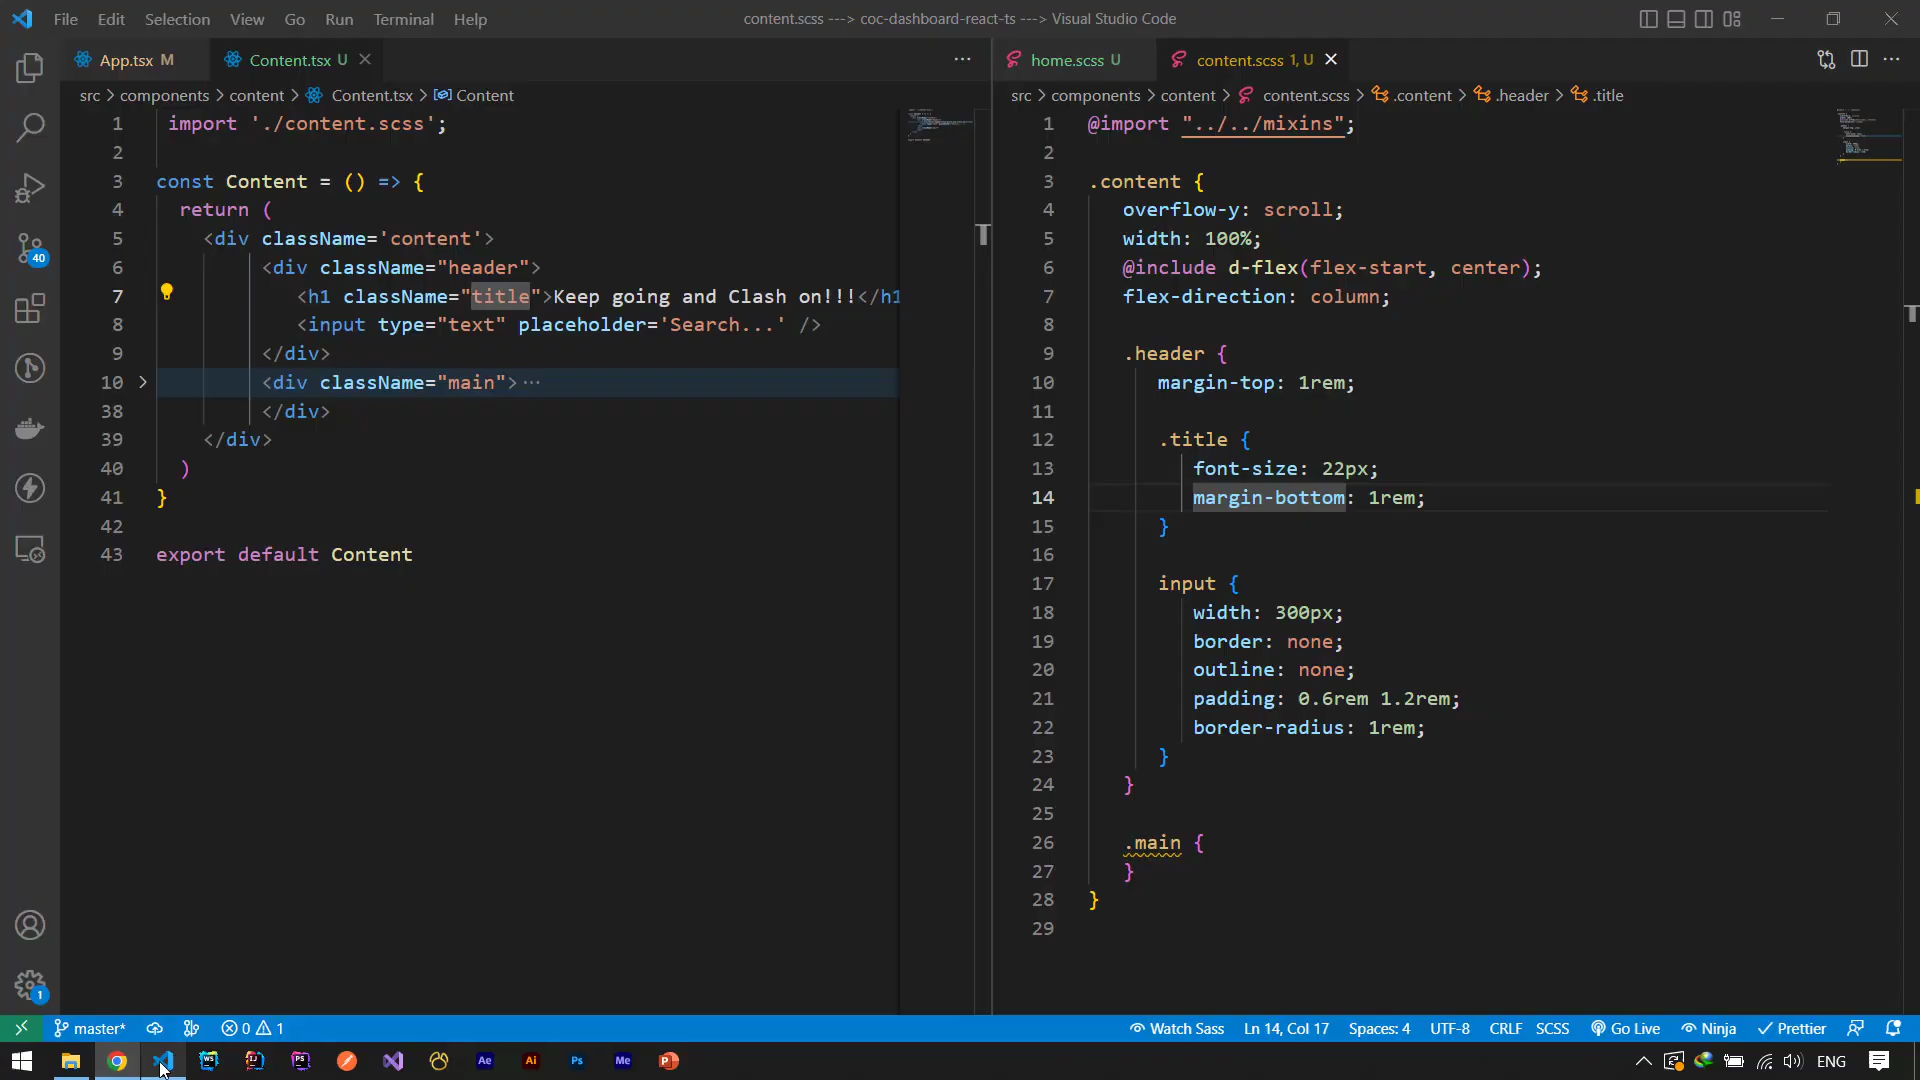 File Edit Selection View Go Run Terminal Help
content.scss ---> coc-dashboard-react-ts ---> Visual Studio Code
App.tsx M
Content.tsx U
src > components > content > Content.tsx > Content
1 import './content.scss';
2
3 const Content = () => {
4 return (
5 <div className='content'>
6 <div className="header">
7 <h1 className="title">Keep going and Clash on!!!</h1
8 <input type="text" placeholder='Search...' />
9 </div>
10 <div className="main">···
38 </div>
39 </div>
40 )
41 }
42
43 export default Content
home.scss U
content.scss 1, U
src > components > content > content.scss > .content > .header > .title
1 @import "../../mixins";
2
3 .content {
4 overflow-y: scroll;
5 width: 100%;
6 @include d-flex(flex-start, center);
7 flex-direction: column;
8
9 .header {
10 margin-top: 1rem;
11
12 .title {
13 font-size: 22px;
14 margin-bottom: 1rem;
15 }
16
17 input {
18 width: 300px;
19 border: none;
20 outline: none;
21 padding: 0.6rem 1.2rem;
22 border-radius: 1rem;
23 }
24 }
25
26 .main {
27 }
28 }
29
40
1
master* 0 1
Watch Sass Ln 14, Col 17 Spaces: 4 UTF-8 CRLF SCSS Go Live Ninja Prettier
WS IJ PS Ae Ai Ps Me P ENG